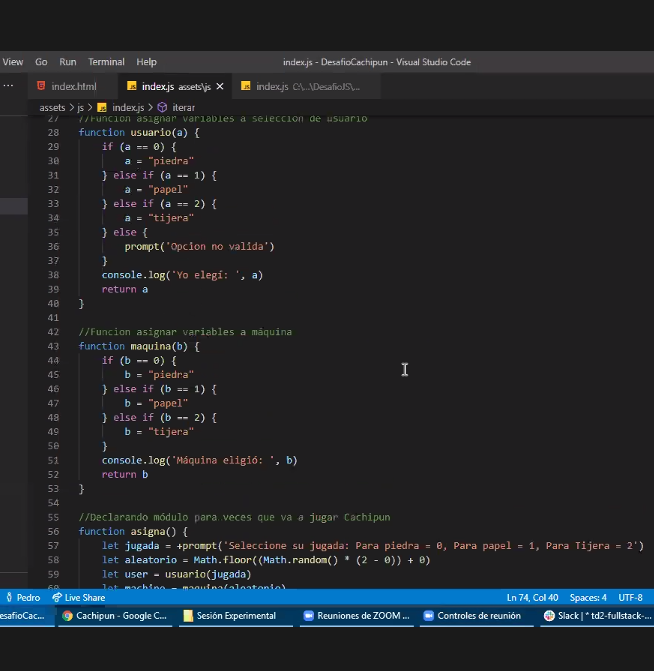 View Go Run Terminal Help index.js - DesafioCachipun - Visual Studio Code
... index.html index.js assets\js × index.js C:\...\DesafioJS\...
assets > js > index.js > iterar
27 //Funcion asignar variables a seleccion de usuario
28 function usuario(a) {
29 if (a == 0) {
30 a = "piedra"
31 } else if (a == 1) {
32 a = "papel"
33 } else if (a == 2) {
34 a = "tijera"
35 } else {
36 prompt('Opcion no valida')
37 }
38 console.log('Yo elegí: ', a)
39 return a
40 }
41
42 //Funcion asignar variables a máquina
43 function maquina(b) {
44 if (b == 0) {
45 b = "piedra"
46 } else if (b == 1) {
47 b = "papel"
48 } else if (b == 2) {
49 b = "tijera"
50 }
51 console.log('Máquina eligió: ', b)
52 return b
53 }
54
55 //Declarando módulo para veces que va a jugar Cachipun
56 function asigna() {
57 let jugada = +prompt('Seleccione su jugada: Para piedra = 0, Para papel = 1, Para Tijera = 2')
58 let aleatorio = Math.floor((Math.random() * (2 - 0)) + 0)
59 let user = usuario(jugada)
60 let machine = maquina(aleatorio)
Pedro Live Share Ln 74, Col 40 Spaces: 4 UTF-8
esafioCac... Cachipun - Google C... Sesión Experimental Reuniones de ZOOM ... Controles de reunión Slack | * td2-fullstack-...